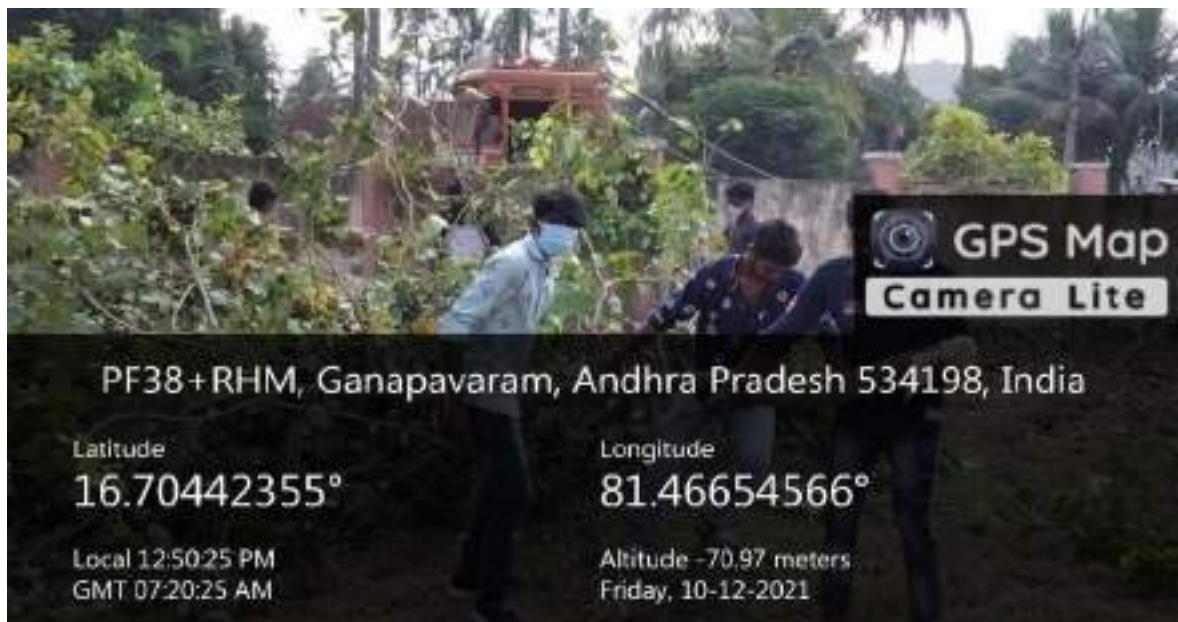 GPS Map
Camera Lite
PF38+RHM, Ganapavaram, Andhra Pradesh 534198, India
Latitude
16.70442355°
Longitude
81.46654566°
Local 12:50:25 PM
GMT 07:20:25 AM
Altitude -70.97 meters
Friday, 10-12-2021